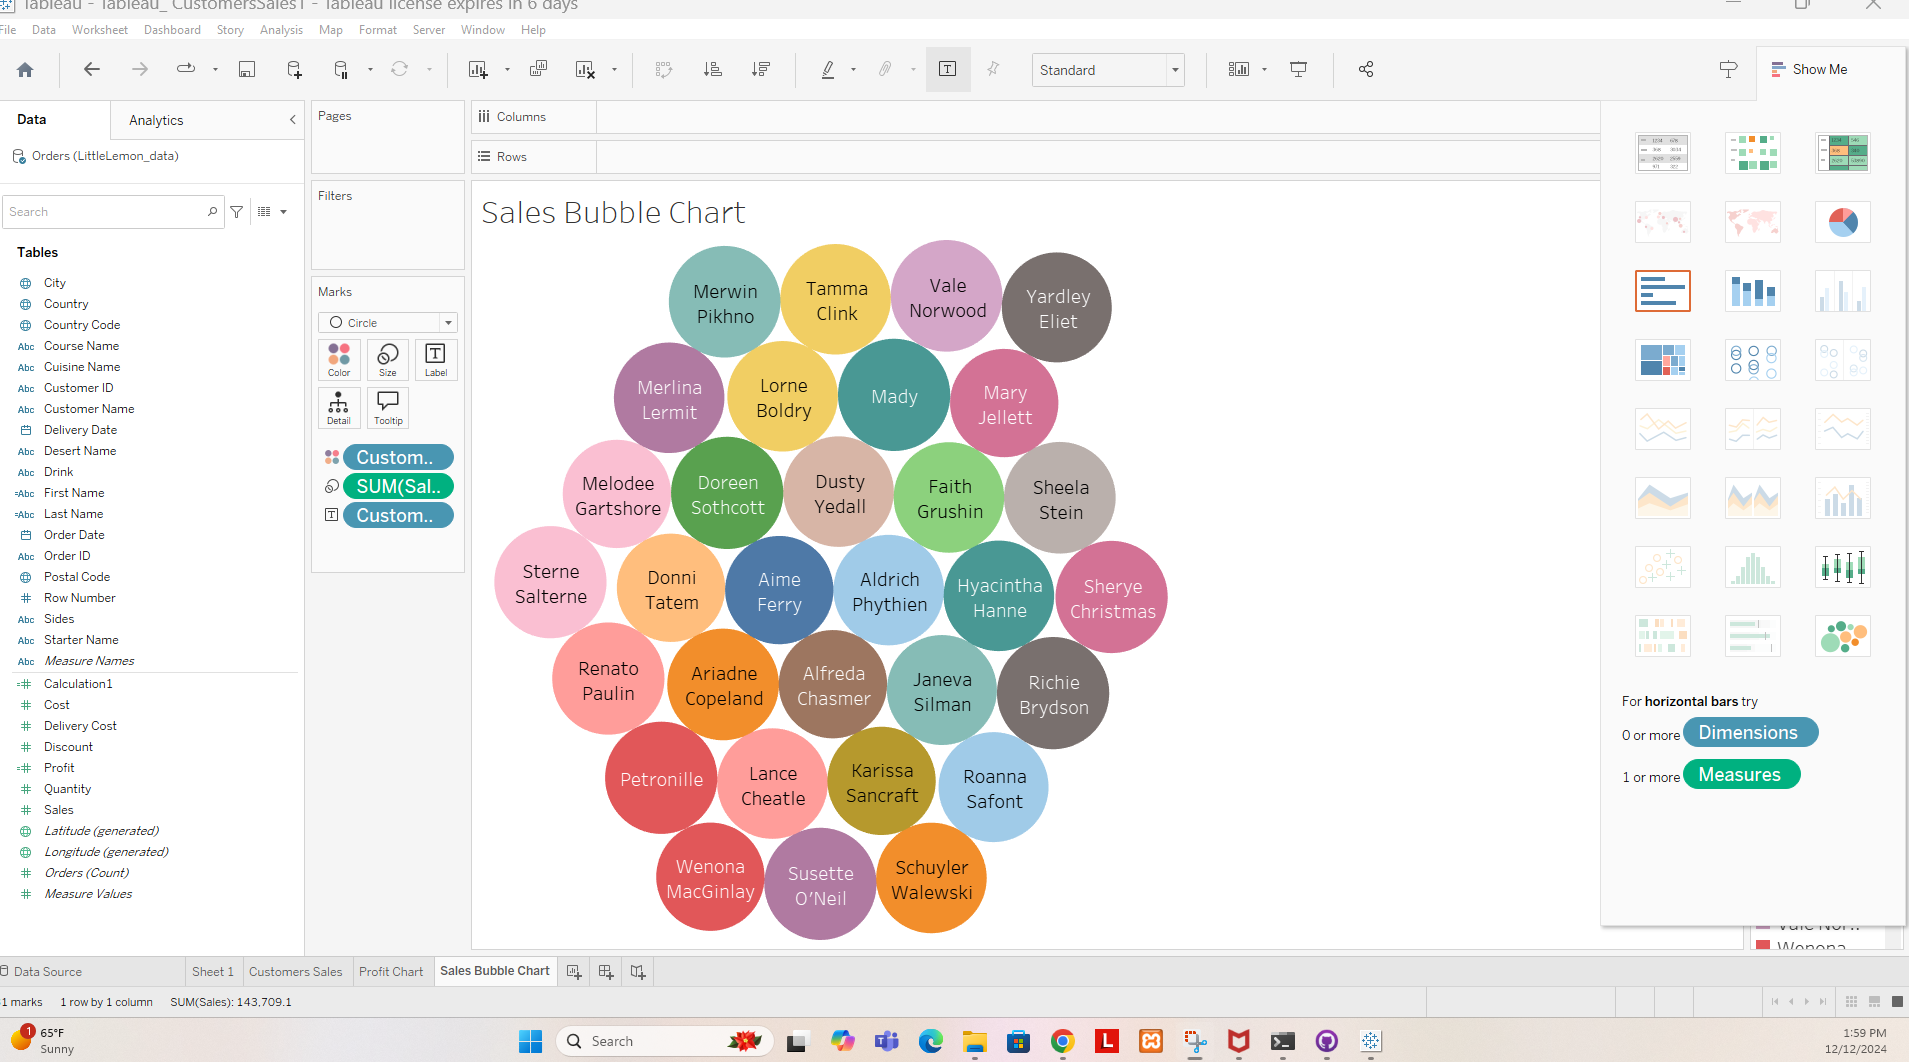 Tableau - Tableau_ CustomersSales1 - Tableau license expires in 6 days
File Data Worksheet Dashboard Story Analysis Map Format Server Window Help
Standard
Show Me
Data
Analytics
Pages
Columns
Orders (LittleLemon_data)
Rows
Filters
Search
Sales Bubble Chart
Tables
City
Country
Country Code
Course Name
Cuisine Name
Customer ID
Customer Name
Delivery Date
Desert Name
Drink
First Name
Last Name
Order Date
Order ID
Postal Code
Row Number
Sides
Starter Name
Measure Names
Calculation1
Cost
Delivery Cost
Discount
Profit
Quantity
Sales
Latitude (generated)
Longitude (generated)
Orders (Count)
Measure Values
Marks
Circle
Color
Size
Label
Detail
Tooltip
Custom..
SUM(Sal..
Custom..
Merwin
Pikhno
Tamma
Clink
Vale
Norwood
Yardley
Eliet
Merlina
Lermit
Lorne
Boldry
Mady
Mary
Jellett
Melodee
Gartshore
Doreen
Sothcott
Dusty
Yedall
Faith
Grushin
Sheela
Stein
Sterne
Salterne
Donni
Tatem
Aime
Ferry
Aldrich
Phythien
Hyacintha
Hanne
Sherye
Christmas
Renato
Paulin
Ariadne
Copeland
Alfreda
Chasmer
Janeva
Silman
Richie
Brydson
Petronille
Lance
Cheatle
Karissa
Sancraft
Roanna
Safont
Wenona
MacGinlay
Susette
O'Neil
Schuyler
Walewski
For horizontal bars try
0 or more Dimensions
1 or more Measures
Vale Nor..
Wenona
Data Source
Sheet 1
Customers Sales
Profit Chart
Sales Bubble Chart
1 marks
1 row by 1 column
SUM(Sales): 143,709.1
1
65°F
Sunny
Search
1:59 PM
12/12/2024